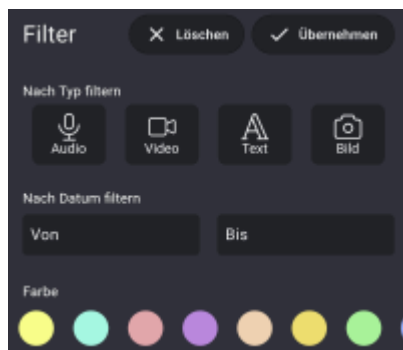 Filter Löschen Übernehmen
Nach Typ filtern
Audio Video Text Bild
Nach Datum filtern
Von Bis
Farbe